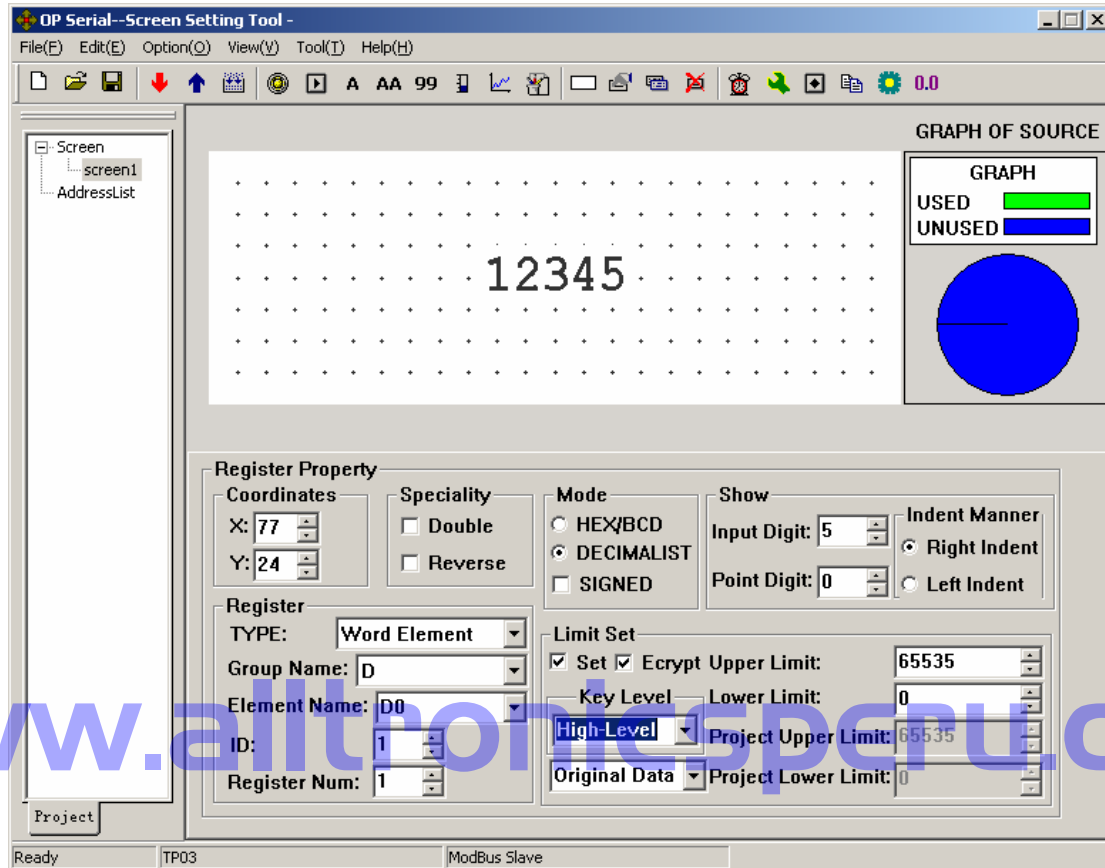 OP Serial--Screen Setting Tool -
File(F) Edit(E) Option(O) View(V) Tool(T) Help(H)
A AA 99 0.0
Screen
screen1
AddressList
Project
12345
GRAPH OF SOURCE
GRAPH
USED
UNUSED
Register Property
Coordinates
X: 77
Y: 24
Speciality
Double
Reverse
Mode
HEX/BCD
DECIMALIST
SIGNED
Show
Input Digit: 5
Point Digit: 0
Indent Manner
Right Indent
Left Indent
Register
TYPE: Word Element
Group Name: D
Element Name: D0
ID: 1
Register Num: 1
Limit Set
Set Ecrypt Upper Limit: 65535
Key Level Lower Limit: 0
High-Level Project Upper Limit: 65535
Original Data Project Lower Limit: 0
www.alltronicsperu.c
Ready TP03 ModBus Slave